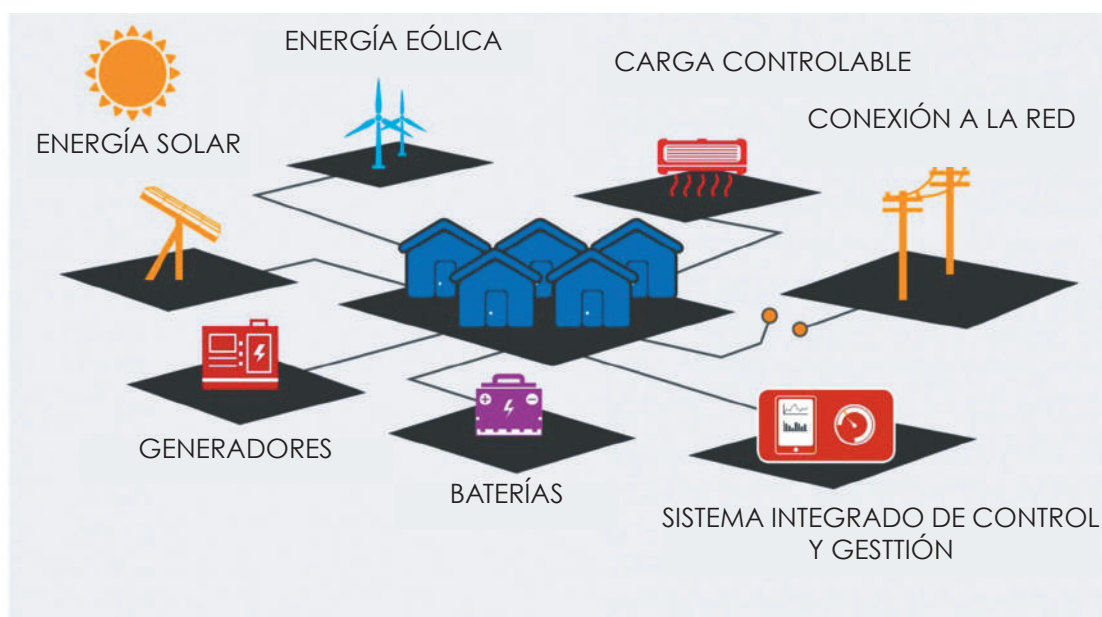 ENERGÍA EÓLICA
CARGA CONTROLABLE
CONEXIÓN A LA RED
ENERGÍA SOLAR
GENERADORES
BATERÍAS
SISTEMA INTEGRADO DE CONTROL
Y GESTTIÓN